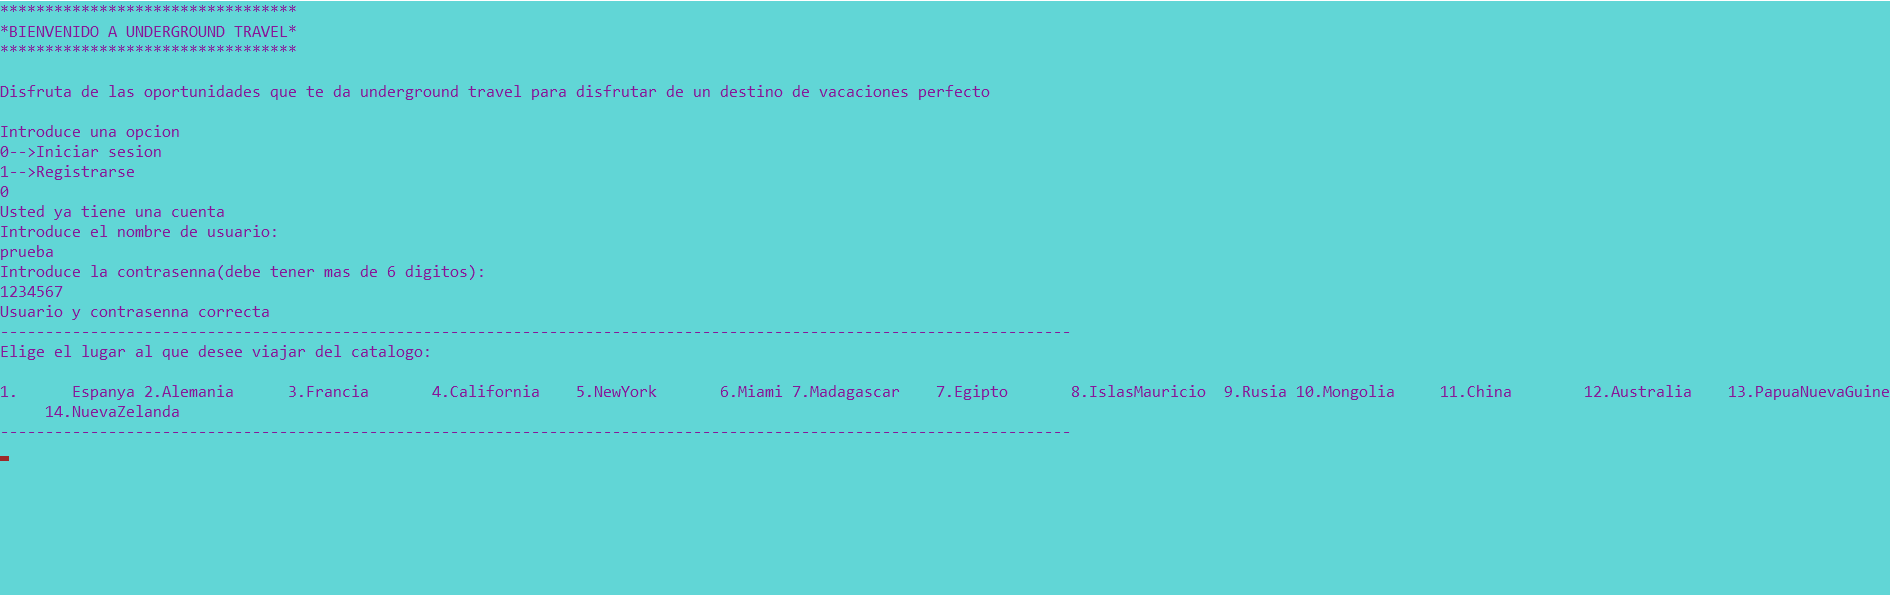 *********************************
*BIENVENIDO A UNDERGROUND TRAVEL*
*********************************
Disfruta de las oportunidades que te da underground travel para disfrutar de un destino de vacaciones perfecto
Introduce una opcion
0-->Iniciar sesion
1-->Registrarse
0
Usted ya tiene una cuenta
Introduce el nombre de usuario:
prueba
Introduce la contrasenna(debe tener mas de 6 digitos):
1234567
Usuario y contrasenna correcta
-----------------------------------------------------------------------------------------------------------------------
Elige el lugar al que desee viajar del catalogo:
1.      Espanya 2.Alemania      3.Francia       4.California    5.NewYork       6.Miami 7.Madagascar    7.Egipto       8.IslasMauricio  9.Rusia 10.Mongolia     11.China        12.Australia    13.PapuaNuevaGuine
     14.NuevaZelanda
-----------------------------------------------------------------------------------------------------------------------